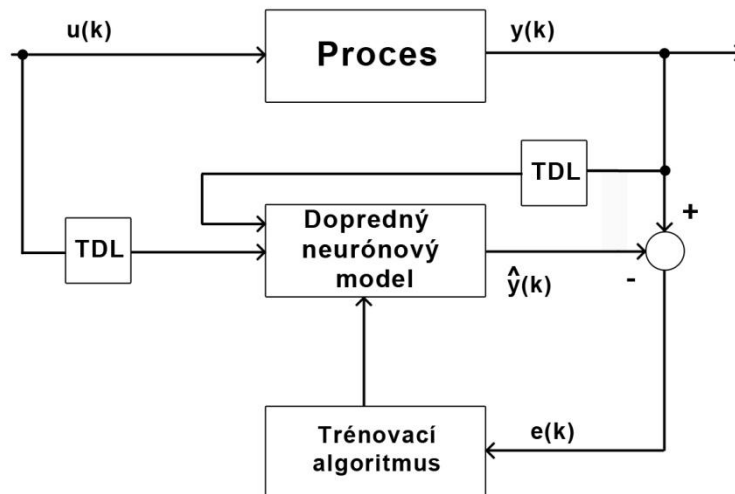 u(k)
Proces
y(k)
TDL
Dopredný
neurónový
model
TDL
+
-
ŷ(k)
Trénovací
algoritmus
e(k)